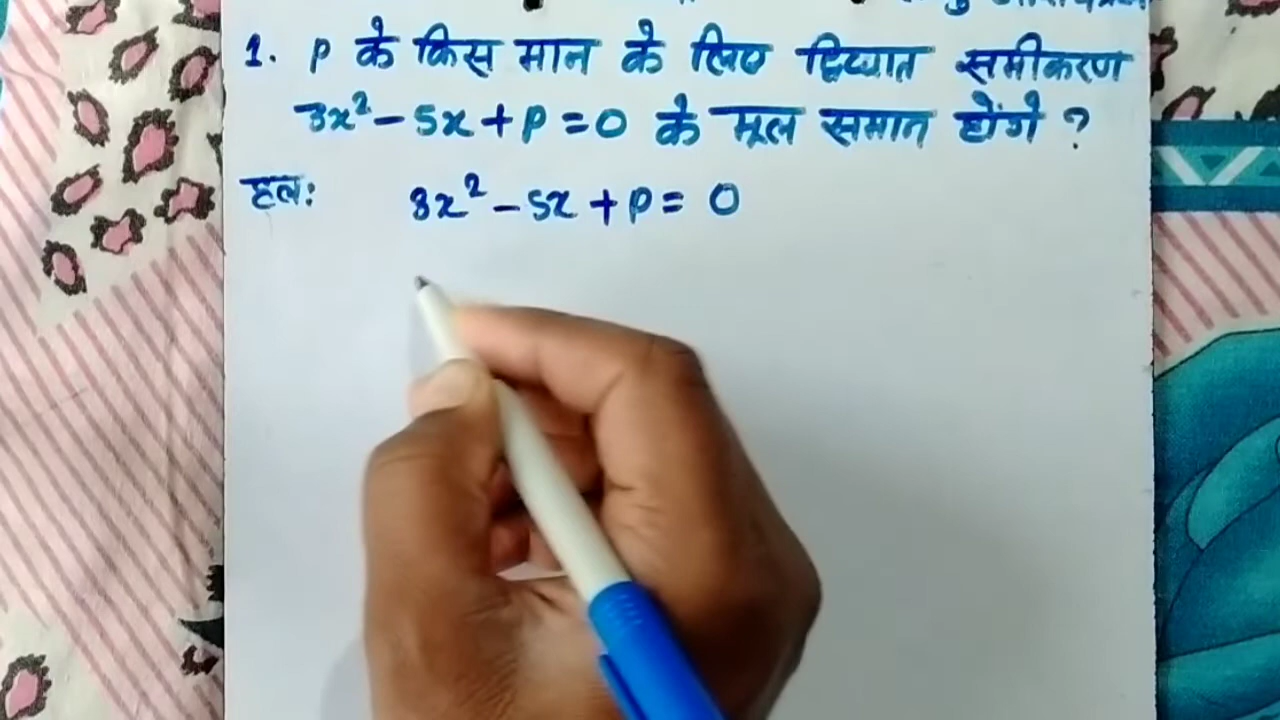 1. P के किस मान के लिए द्विघात समीकरण
3x² - 5x + P = 0 के मूल समान होंगे ?
हल: 3x² - 5x + P = 0